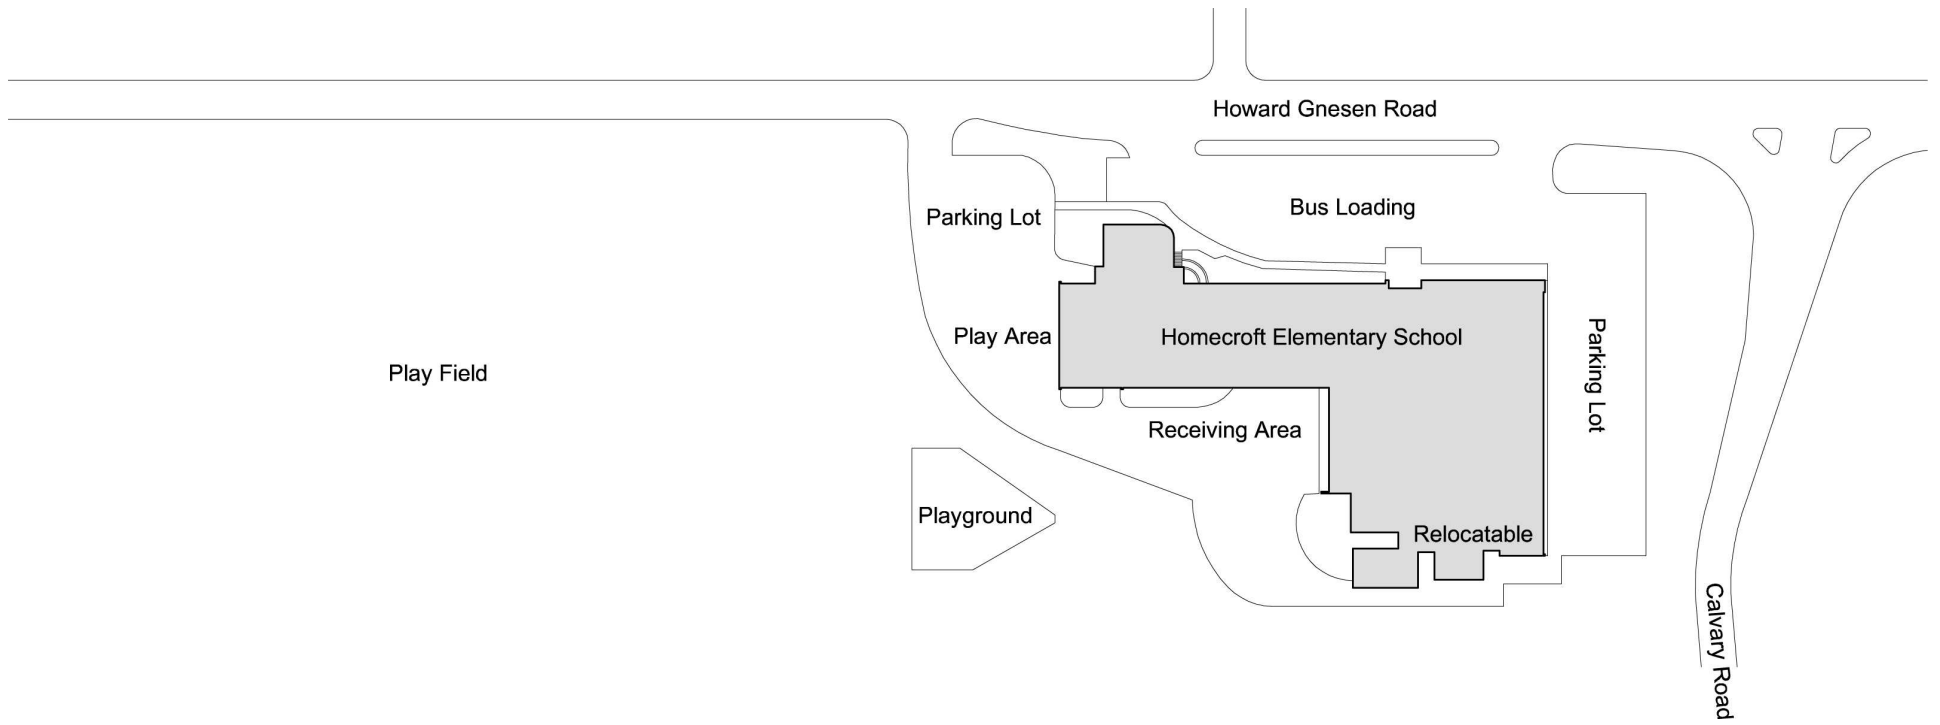 Howard Gnesen Road
Bus Loading
Parking Lot
Play Area
Homecroft Elementary School
Parking Lot
Play Field
Receiving Area
Playground
Relocatable
Calvary Road